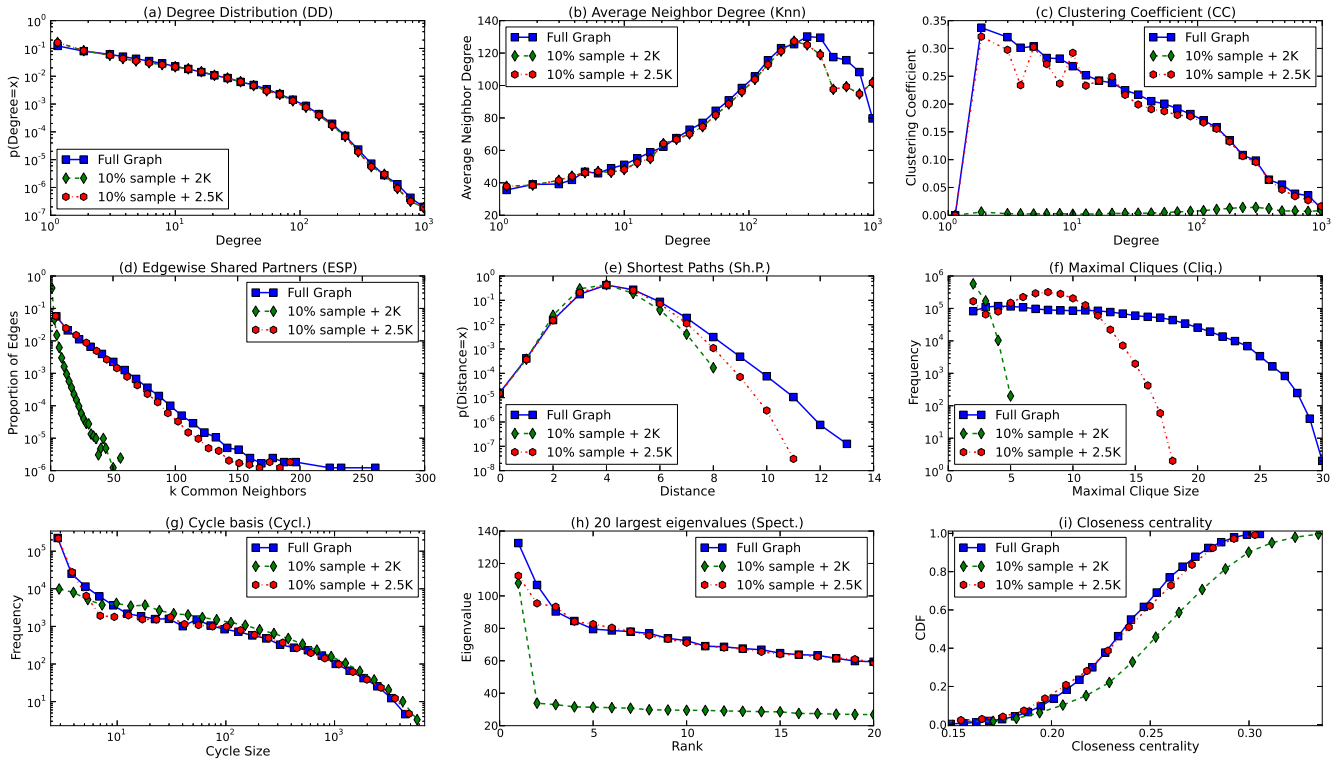 (a) Degree Distribution (DD)
p(Degree=x)
10^0
10^-1
10^-2
10^-3
10^-4
10^-5
10^-6
10^-7
Full Graph
10% sample + 2K
10% sample + 2.5K
10^0 10^1 10^2 10^3
Degree
(b) Average Neighbor Degree (Knn)
Average Neighbor Degree
140
120
100
80
60
40
20
Full Graph
10% sample + 2K
10% sample + 2.5K
10^0 10^1 10^2 10^3
Degree
(c) Clustering Coefficient (CC)
Clustering Coefficient
0.35
0.30
0.25
0.20
0.15
0.10
0.05
0.00
Full Graph
10% sample + 2K
10% sample + 2.5K
10^0 10^1 10^2 10^3
Degree
(d) Edgewise Shared Partners (ESP)
Proportion of Edges
10^0
10^-1
10^-2
10^-3
10^-4
10^-5
10^-6
Full Graph
10% sample + 2K
10% sample + 2.5K
0 50 100 150 200 250 300
k Common Neighbors
(e) Shortest Paths (Sh.P.)
p(Distance=x)
10^0
10^-1
10^-2
10^-3
10^-4
10^-5
10^-6
10^-7
10^-8
Full Graph
10% sample + 2K
10% sample + 2.5K
0 2 4 6 8 10 12 14
Distance
(f) Maximal Cliques (Cliq.)
Frequency
10^6
10^5
10^4
10^3
10^2
10^1
10^0
Full Graph
10% sample + 2K
10% sample + 2.5K
0 5 10 15 20 25 30
Maximal Clique Size
(g) Cycle basis (Cycl.)
Frequency
10^5
10^4
10^3
10^2
10^1
Full Graph
10% sample + 2K
10% sample + 2.5K
10^1 10^2 10^3
Cycle Size
(h) 20 largest eigenvalues (Spect.)
Eigenvalue
140
120
100
80
60
40
20
Full Graph
10% sample + 2K
10% sample + 2.5K
5 10 15 20
Rank
(i) Closeness centrality
CDF
1.0
0.8
0.6
0.4
0.2
0.0
Full Graph
10% sample + 2K
10% sample + 2.5K
0.15 0.20 0.25 0.30
Closeness centrality